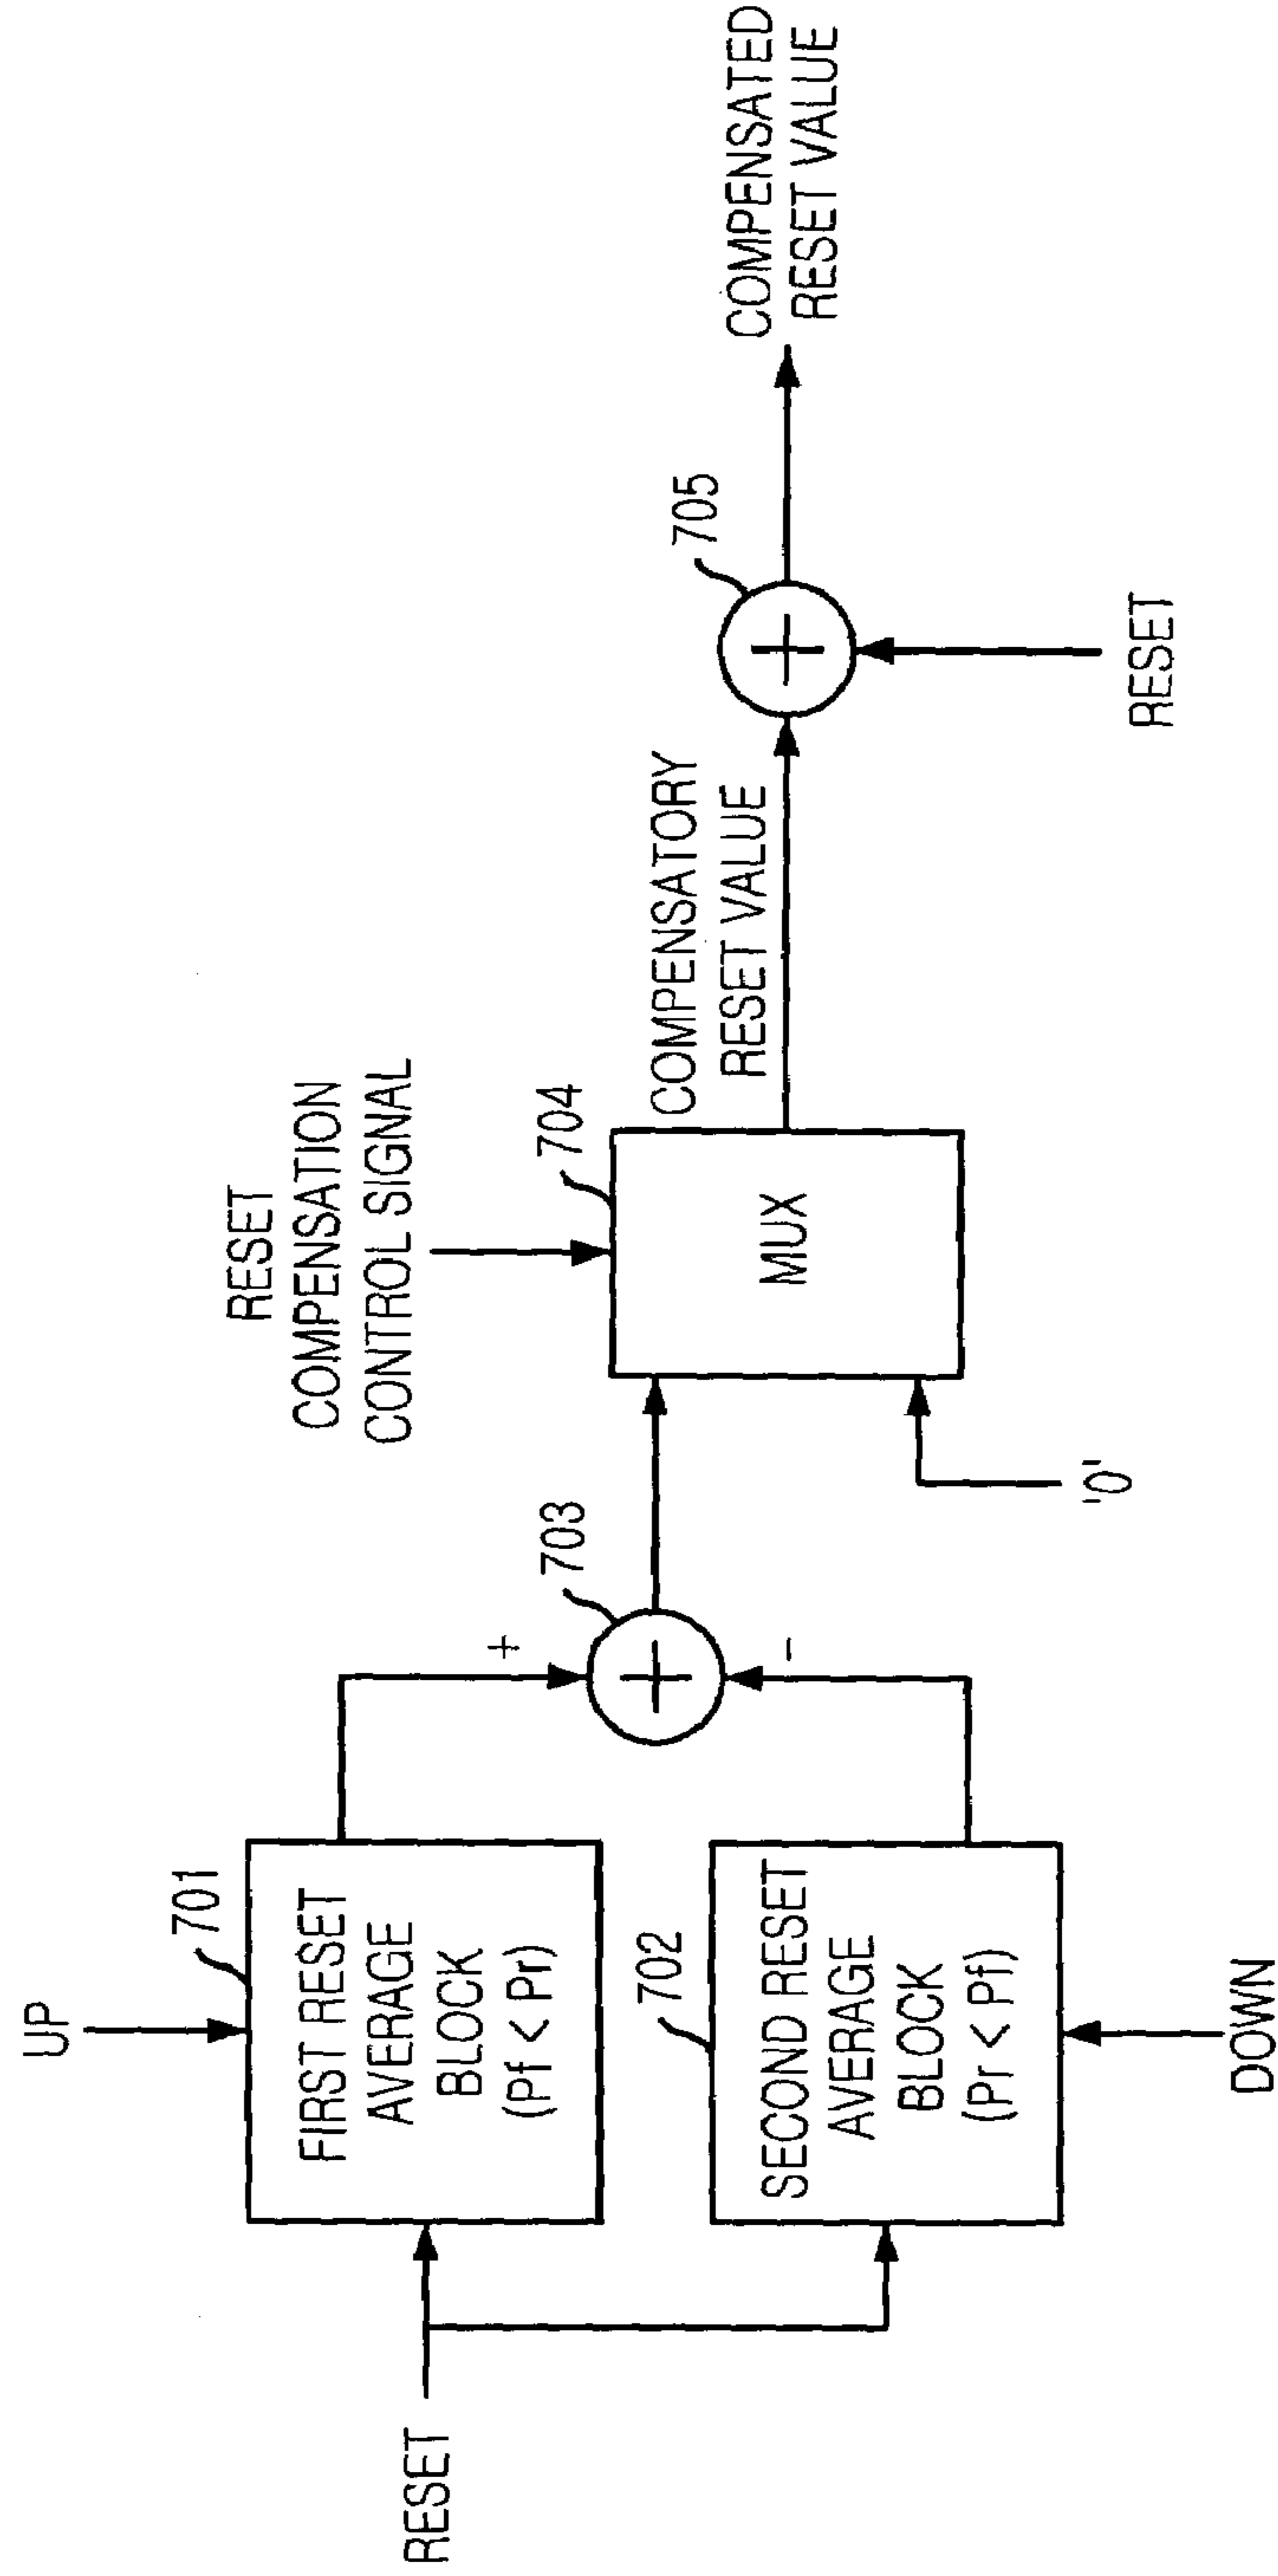 RESET
UP
701
FIRST RESET
AVERAGE
BLOCK
(Pf < Pr)
702
SECOND RESET
AVERAGE
BLOCK
(Pr < Pf)
DOWN
+
-
703
+
'0'
RESET
COMPENSATION
CONTROL SIGNAL
704
MUX
COMPENSATORY
RESET VALUE
705
+
RESET
COMPENSATED
RESET VALUE